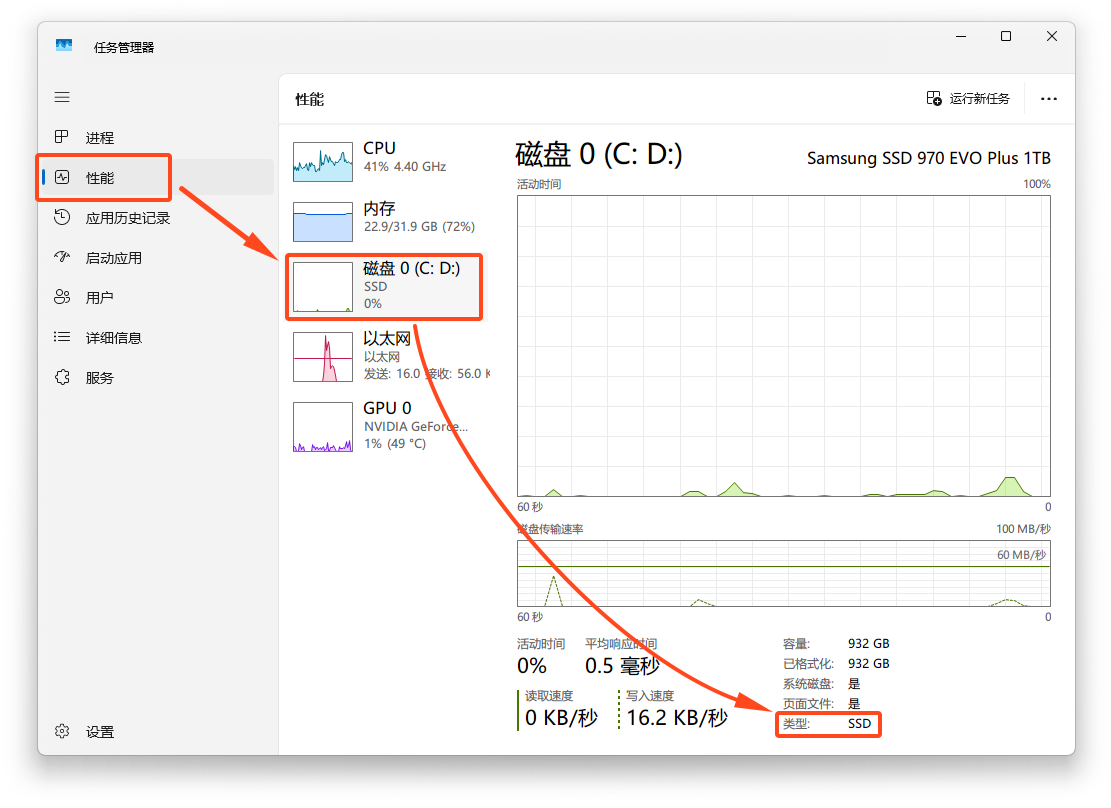 任务管理器
进程
性能
应用历史记录
启动应用
用户
详细信息
服务
设置
性能
运行新任务
CPU
41% 4.40 GHz
内存
22.9/31.9 GB (72%)
磁盘 0 (C: D:)
SSD
0%
以太网
以太网
发送: 16.0 接收: 56.0 K
GPU 0
NVIDIA GeForce...
1% (49 °C)
磁盘 0 (C: D:)
Samsung SSD 970 EVO Plus 1TB
活动时间
100%
60 秒
0
磁盘传输速率
100 MB/秒
60 MB/秒
60 秒
0
活动时间
0%
平均响应时间
0.5 毫秒
读取速度
0 KB/秒
写入速度
16.2 KB/秒
容量: 932 GB
已格式化: 932 GB
系统磁盘: 是
页面文件: 是
类型: SSD